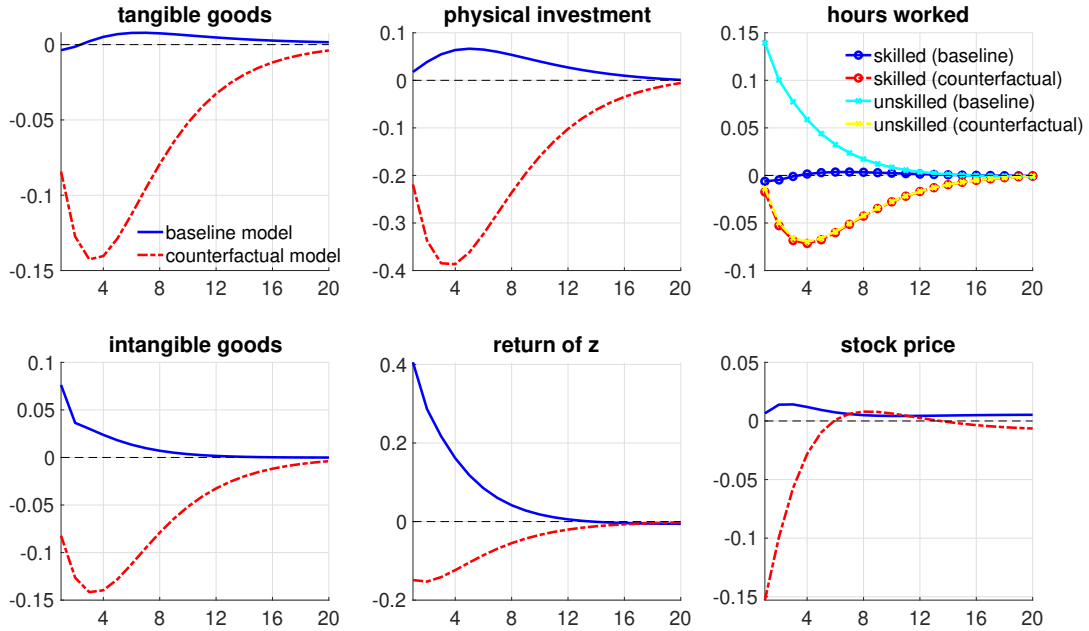 tangible goods
0
-0.05
-0.1
-0.15
4 8 12 16 20
baseline model
counterfactual model
physical investment
0.1
0
-0.1
-0.2
-0.3
-0.4
4 8 12 16 20
hours worked
0.15
0.1
0.05
0
-0.05
-0.1
4 8 12 16 20
skilled (baseline)
skilled (counterfactual)
unskilled (baseline)
unskilled (counterfactual)
intangible goods
0.1
0.05
0
-0.05
-0.1
-0.15
4 8 12 16 20
return of z
0.4
0.2
0
-0.2
4 8 12 16 20
stock price
0.05
0
-0.05
-0.1
-0.15
4 8 12 16 20